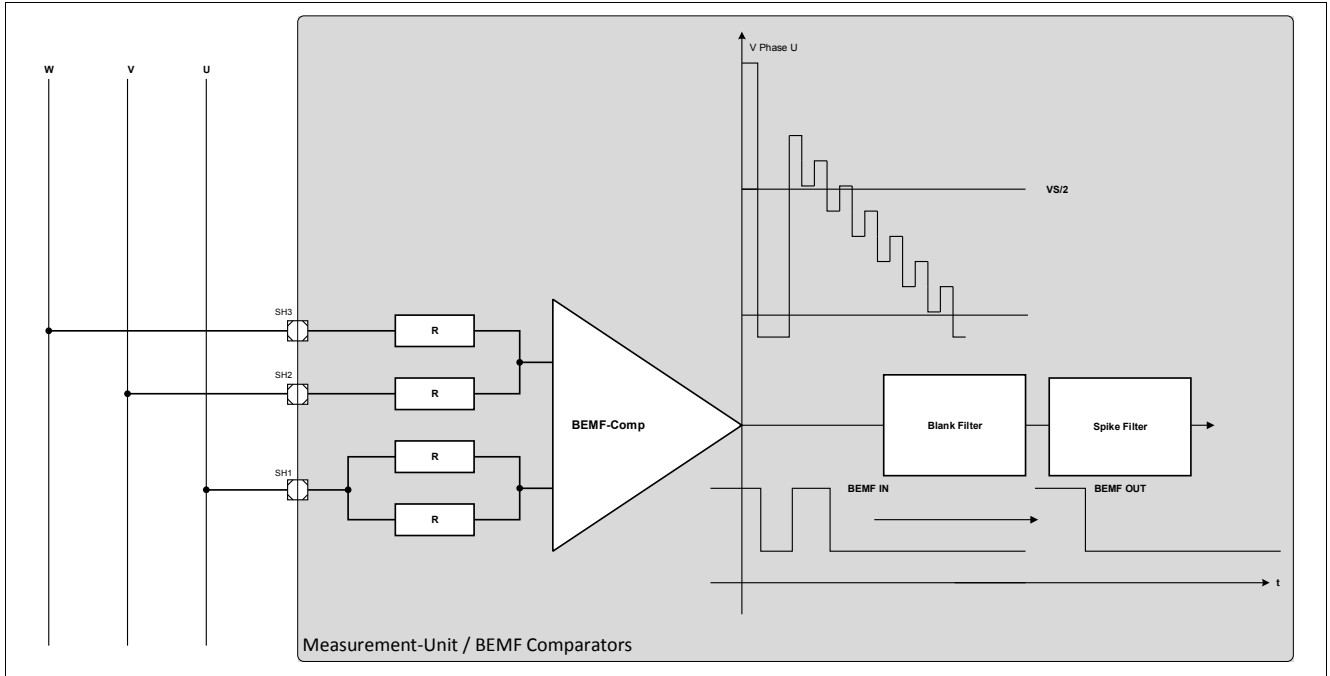 V Phase U
W
V
U
VS/2
SH3
R
SH2
R
BEMF-Comp
Blank Filter
Spike Filter
R
SH1
BEMF IN
BEMF OUT
R
t
Measurement-Unit / BEMF Comparators